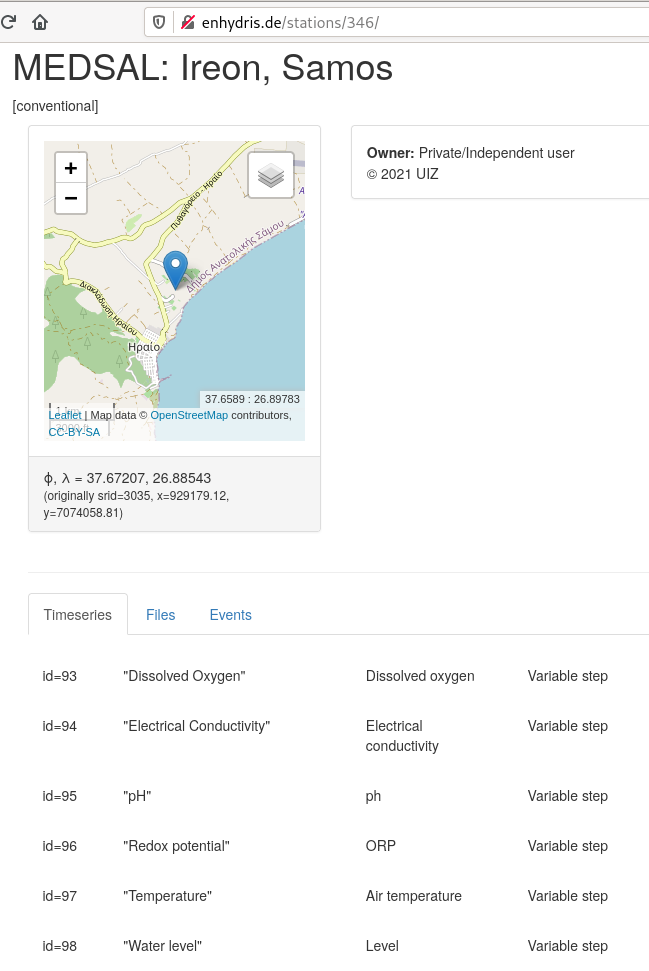 enhydris.de/stations/346/
MEDSAL: Ireon, Samos
[conventional]
+
−
Πυθαγόρειο - Ηραίο
Δήμος Ανατολικής Σάμου
Διακλάδωση Ηραίου
Ηραίο
37.6589 : 26.89783
Leaflet | Map data © OpenStreetMap contributors,
CC-BY-SA
ϕ, λ = 37.67207, 26.88543
(originally srid=3035, x=929179.12,
y=7074058.81)
Owner: Private/Independent user
© 2021 UIZ
Timeseries Files Events
id=93 "Dissolved Oxygen" Dissolved oxygen Variable step
id=94 "Electrical Conductivity" Electrical Variable step
conductivity
id=95 "pH" ph Variable step
id=96 "Redox potential" ORP Variable step
id=97 "Temperature" Air temperature Variable step
id=98 "Water level" Level Variable step